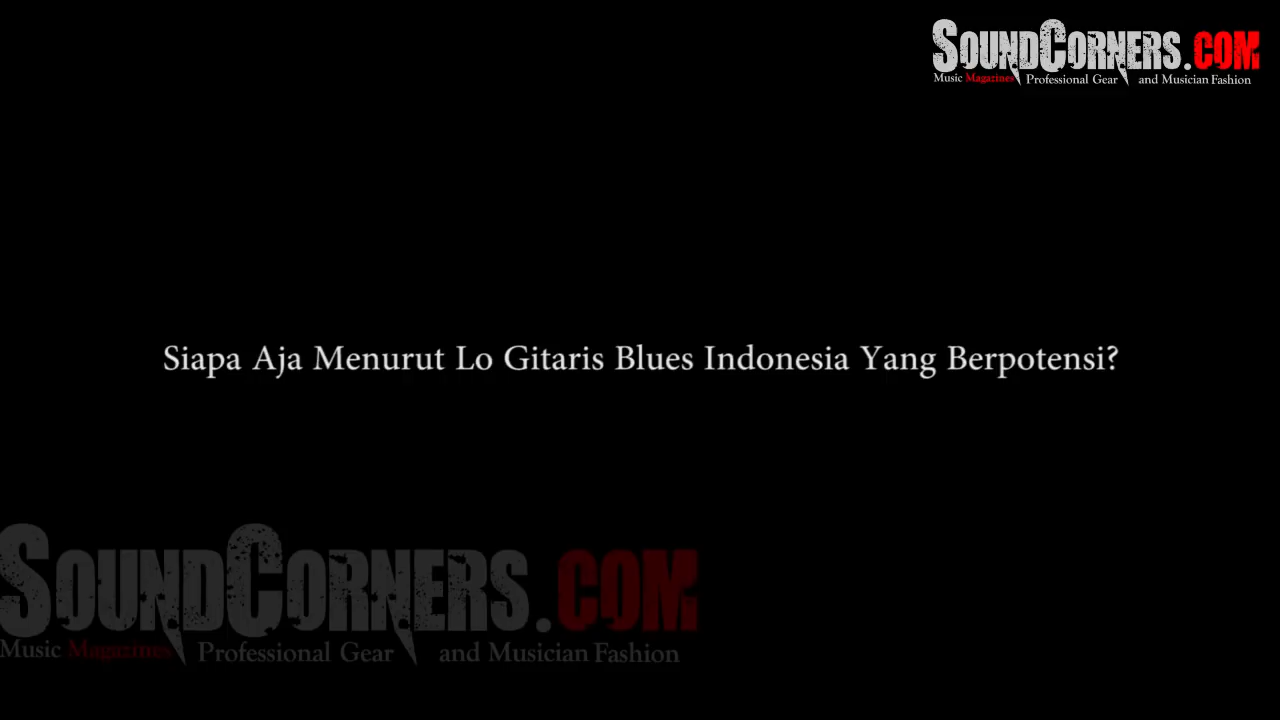 SOUNDCORNERS.COM
Music Magazines Professional Gear and Musician Fashion
Siapa Aja Menurut Lo Gitaris Blues Indonesia Yang Berpotensi?
SOUNDCORNERS.COM
Music Magazines Professional Gear and Musician Fashion